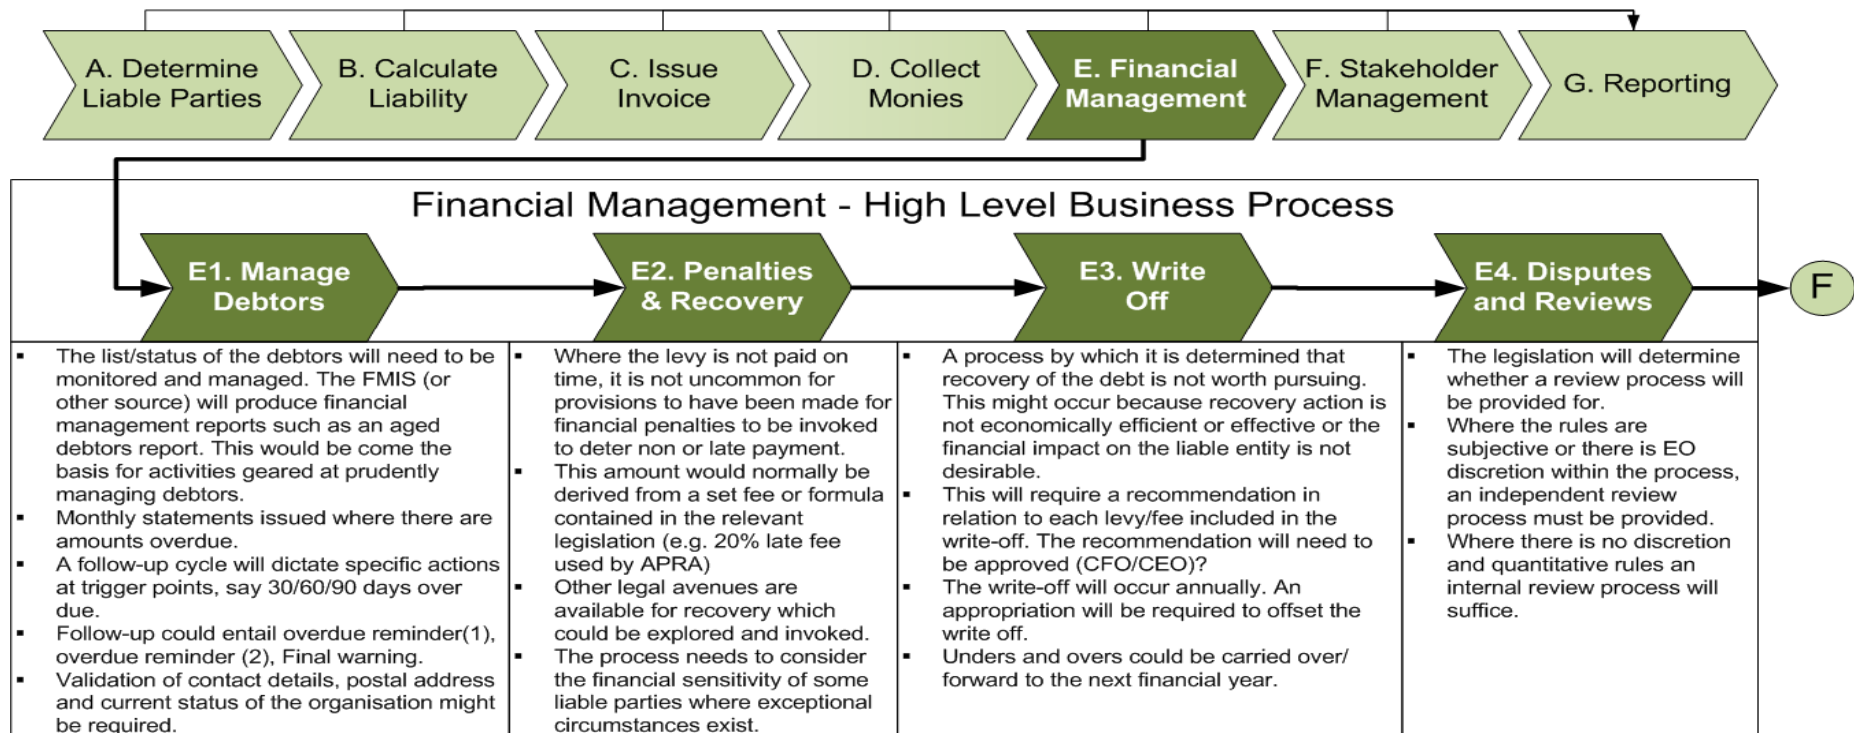 A. Determine
Liable Parties
B. Calculate
Liability
C. Issue
Invoice
D. Collect
Monies
E. Financial
Management
F. Stakeholder
Management
G. Reporting
Financial Management - High Level Business Process
E1. Manage
Debtors
E2. Penalties
& Recovery
E3. Write
Off
E4. Disputes
and Reviews
F
▪ The list/status of the debtors will need to be
monitored and managed. The FMIS (or
other source) will produce financial
management reports such as an aged
debtors report. This would be come the
basis for activities geared at prudently
managing debtors.
▪ Monthly statements issued where there are
amounts overdue.
▪ A follow-up cycle will dictate specific actions
at trigger points, say 30/60/90 days over
due.
▪ Follow-up could entail overdue reminder(1),
overdue reminder (2), Final warning.
▪ Validation of contact details, postal address
and current status of the organisation might
be required.
▪ Where the levy is not paid on
time, it is not uncommon for
provisions to have been made for
financial penalties to be invoked
to deter non or late payment.
▪ This amount would normally be
derived from a set fee or formula
contained in the relevant
legislation (e.g. 20% late fee
used by APRA)
▪ Other legal avenues are
available for recovery which
could be explored and invoked.
▪ The process needs to consider
the financial sensitivity of some
liable parties where exceptional
circumstances exist.
▪ A process by which it is determined that
recovery of the debt is not worth pursuing.
This might occur because recovery action is
not economically efficient or effective or the
financial impact on the liable entity is not
desirable.
▪ This will require a recommendation in
relation to each levy/fee included in the
write-off. The recommendation will need to
be approved (CFO/CEO)?
▪ The write-off will occur annually. An
appropriation will be required to offset the
write off.
▪ Unders and overs could be carried over/
forward to the next financial year.
▪ The legislation will determine
whether a review process will
be provided for.
▪ Where the rules are
subjective or there is EO
discretion within the process,
an independent review
process must be provided.
▪ Where there is no discretion
and quantitative rules an
internal review process will
suffice.